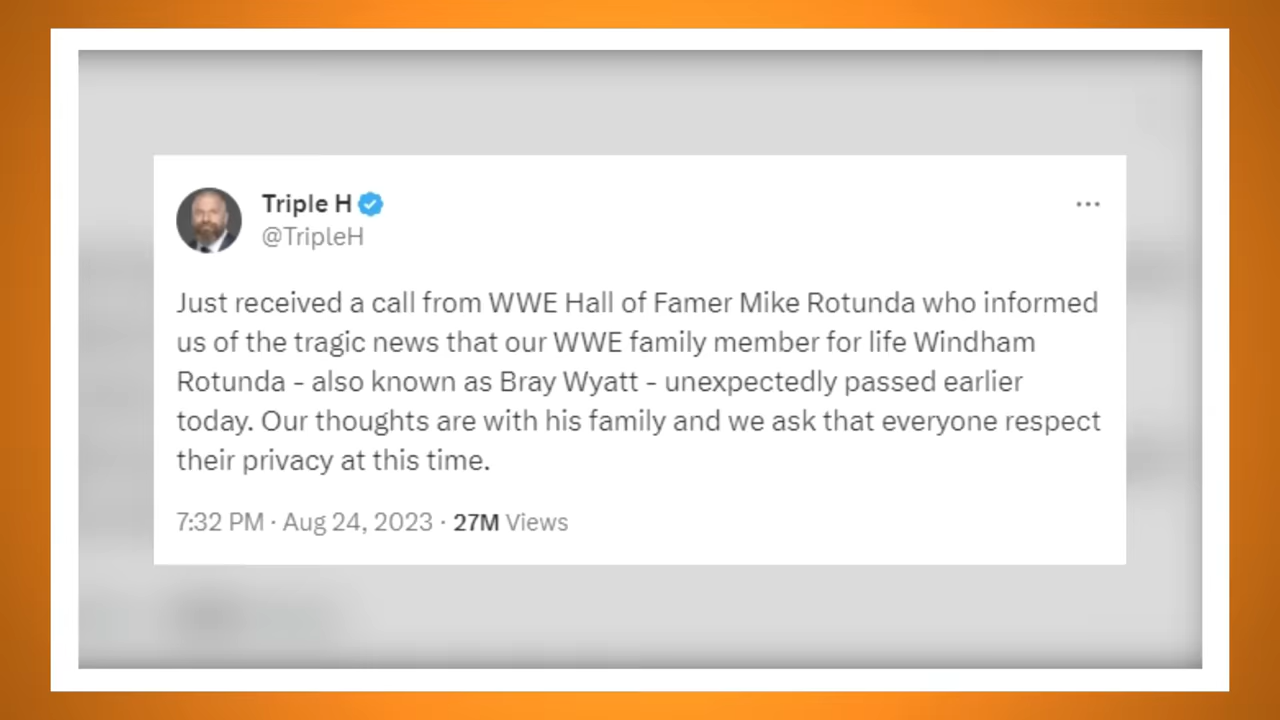 Triple H
@TripleH
Just received a call from WWE Hall of Famer Mike Rotunda who informed
us of the tragic news that our WWE family member for life Windham
Rotunda - also known as Bray Wyatt - unexpectedly passed earlier
today. Our thoughts are with his family and we ask that everyone respect
their privacy at this time.
7:32 PM · Aug 24, 2023 · 27M Views